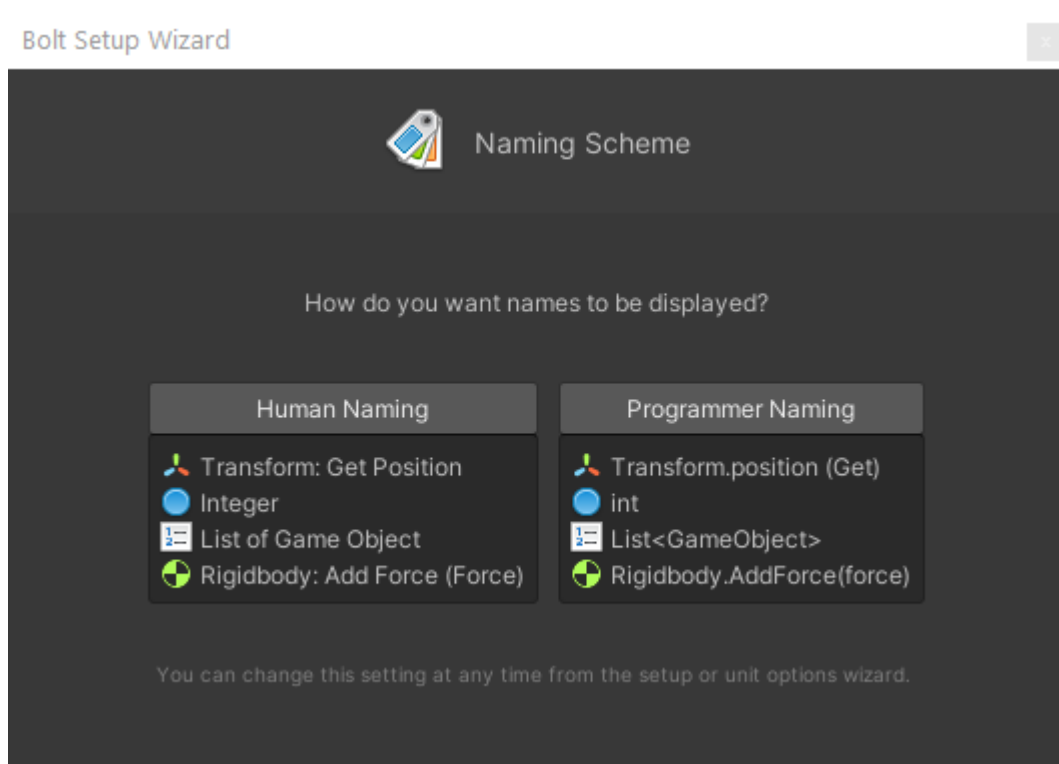 Bolt Setup Wizard
x
Naming Scheme
How do you want names to be displayed?
Human Naming
Transform: Get Position
Integer
List of Game Object
Rigidbody: Add Force (Force)
Programmer Naming
Transform.position (Get)
int
List<GameObject>
Rigidbody.AddForce(force)
You can change this setting at any time from the setup or unit options wizard.